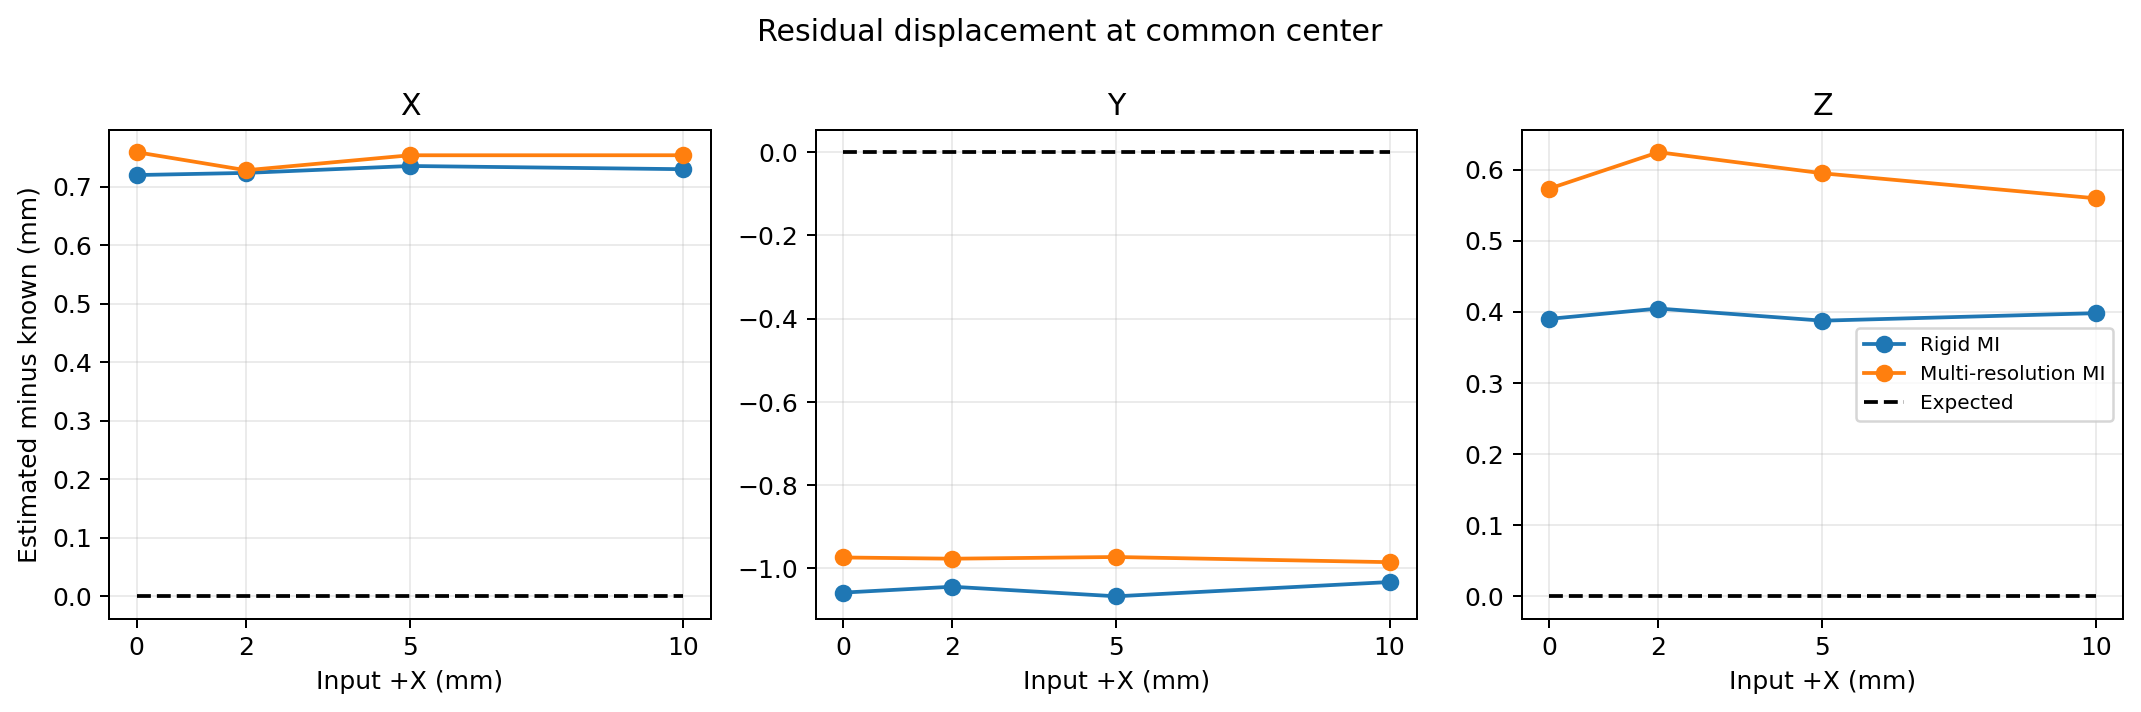 Residual displacement at common center
X
Estimated minus known (mm)
0.7
0.6
0.5
0.4
0.3
0.2
0.1
0.0
0 2 5 10
Input +X (mm)
Y
0.0
−0.2
−0.4
−0.6
−0.8
−1.0
0 2 5 10
Input +X (mm)
Z
0.6
0.5
0.4
0.3
0.2
0.1
0.0
Rigid MI
Multi-resolution MI
Expected
0 2 5 10
Input +X (mm)